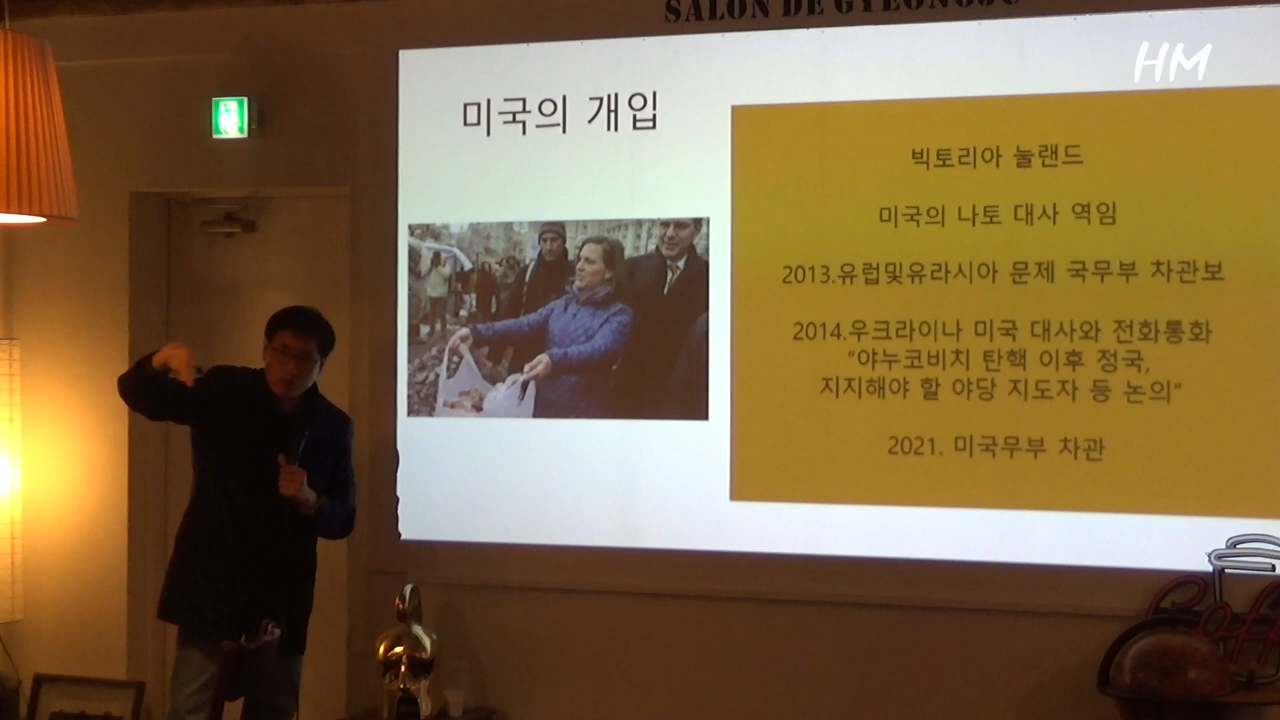 SALON DE GYEONGJU
HM
미국의 개입
빅토리아 눌랜드
미국의 나토 대사 역임
2013.유럽및유라시아 문제 국무부 차관보
2014.우크라이나 미국 대사와 전화통화
"야누코비치 탄핵 이후 정국,
지지해야 할 야당 지도자 등 논의"
2021. 미국무부 차관